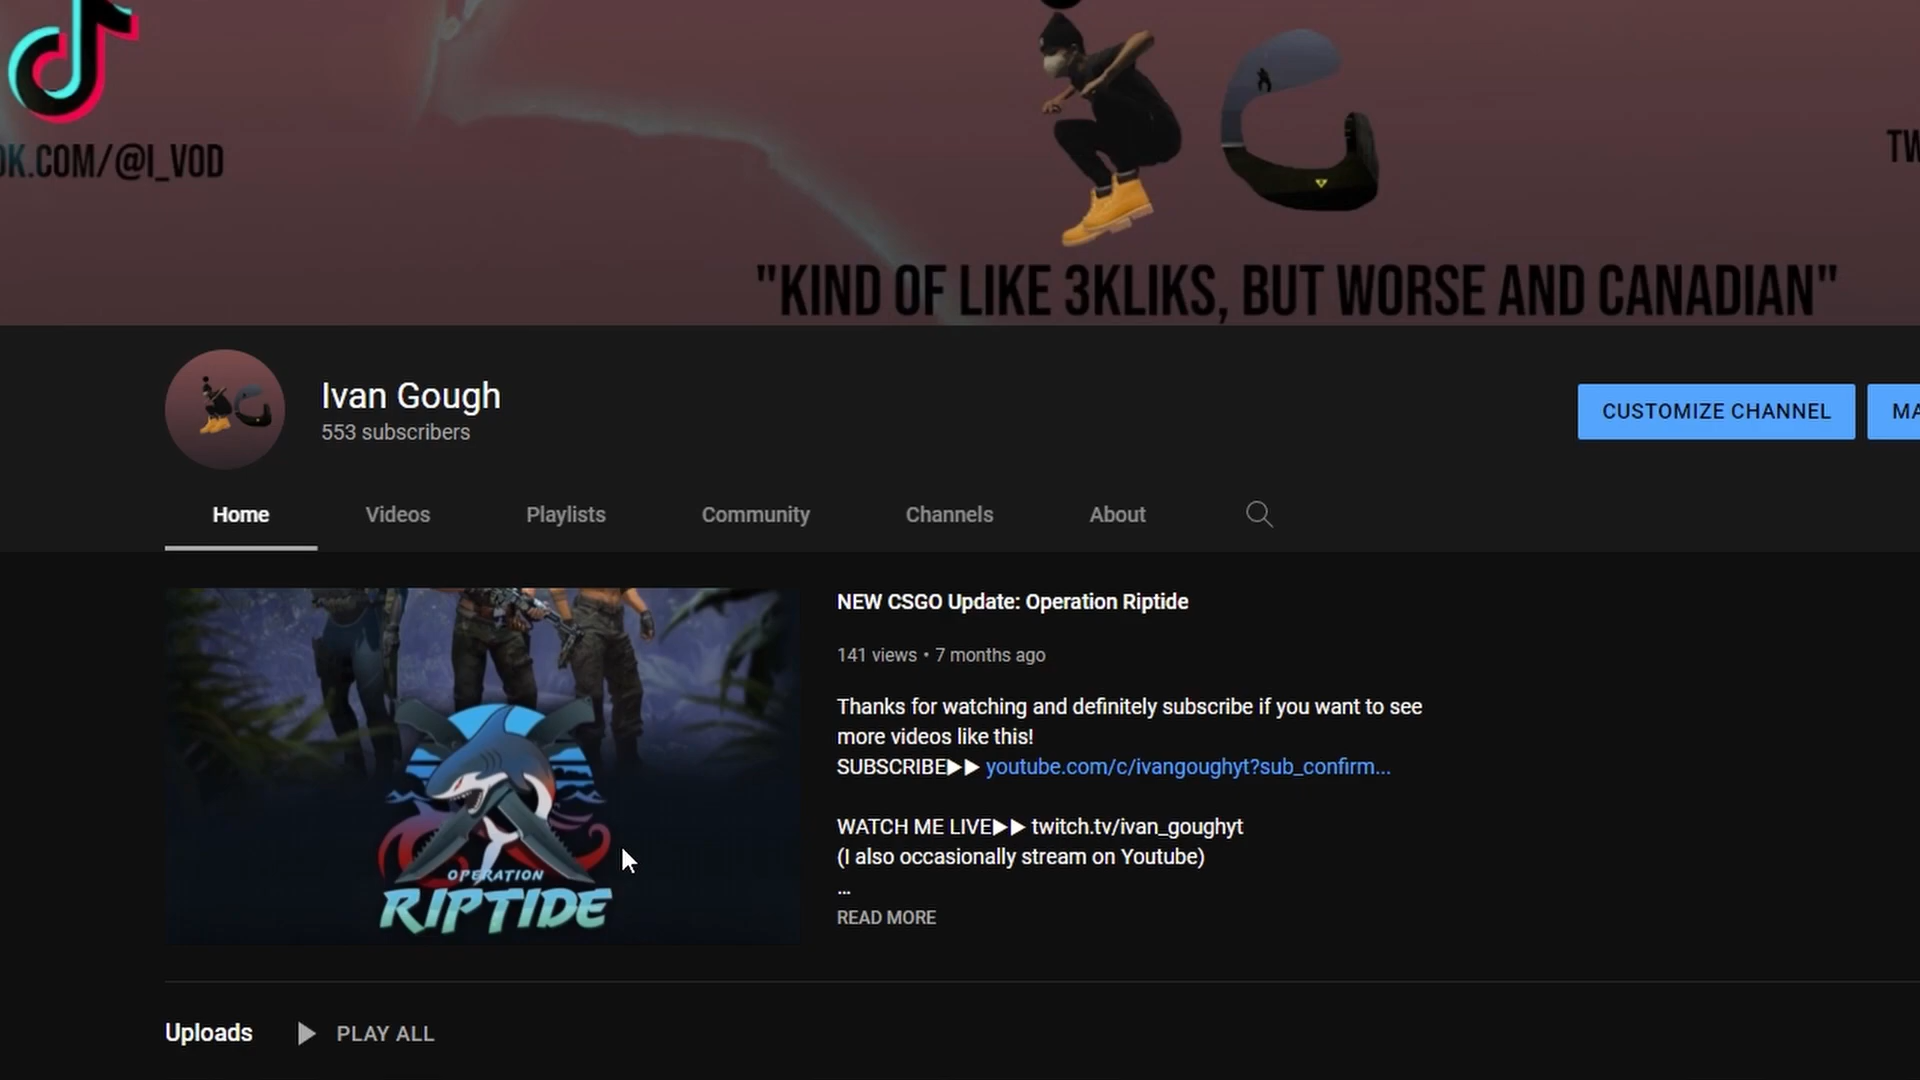 OK.COM/@I_VOD
TW
"KIND OF LIKE 3KLIKS, BUT WORSE AND CANADIAN"
Ivan Gough
553 subscribers
CUSTOMIZE CHANNEL
MA
Home
Videos
Playlists
Community
Channels
About
NEW CSGO Update: Operation Riptide
141 views • 7 months ago
Thanks for watching and definitely subscribe if you want to see
more videos like this!
SUBSCRIBE▶▶ youtube.com/c/ivangoughyt?sub_confirm...
WATCH ME LIVE▶▶ twitch.tv/ivan_goughyt
(I also occasionally stream on Youtube)
...
READ MORE
OPERATION
RIPTIDE
Uploads
PLAY ALL